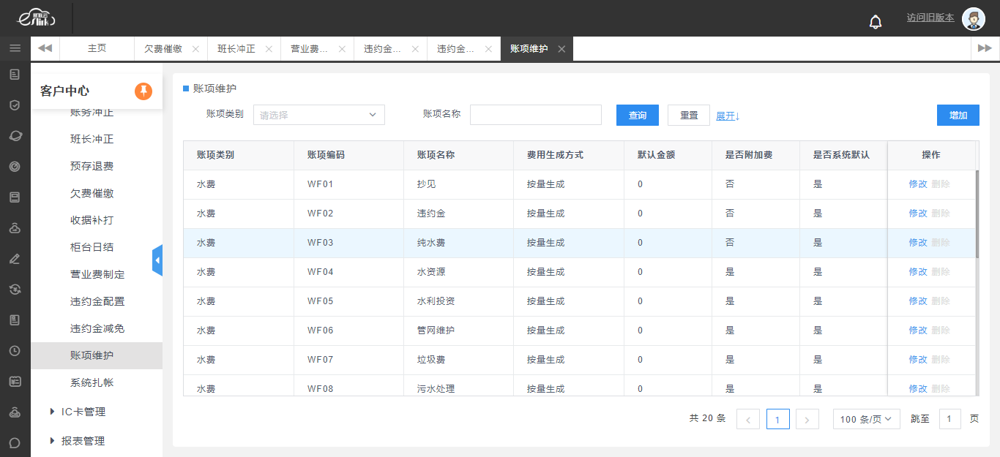 访问旧版本
主页
欠费催缴
班长冲正
营业费...
违约金...
违约金...
账项维护
客户中心
账务冲正
班长冲正
预存退费
欠费催缴
收据补打
柜台日结
营业费制定
违约金配置
违约金减免
账项维护
系统扎帐
IC卡管理
报表管理
账项维护
账项类别 请选择 账项名称 查询 重置 展开↓ 增加
账项类别 账项编码 账项名称 费用生成方式 默认金额 是否附加费 是否系统默认 操作
水费 WF01 抄见 按量生成 0 否 是 修改 删除
水费 WF02 违约金 按量生成 0 否 是 修改 删除
水费 WF03 纯水费 按量生成 0 否 是 修改 删除
水费 WF04 水资源 按量生成 0 是 是 修改 删除
水费 WF05 水利投资 按量生成 0 是 是 修改 删除
水费 WF06 管网维护 按量生成 0 是 是 修改 删除
水费 WF07 垃圾费 按量生成 0 是 是 修改 删除
水费 WF08 污水处理 按量生成 0 是 是 修改 删除
共 20 条 1 100 条/页 跳至 1 页